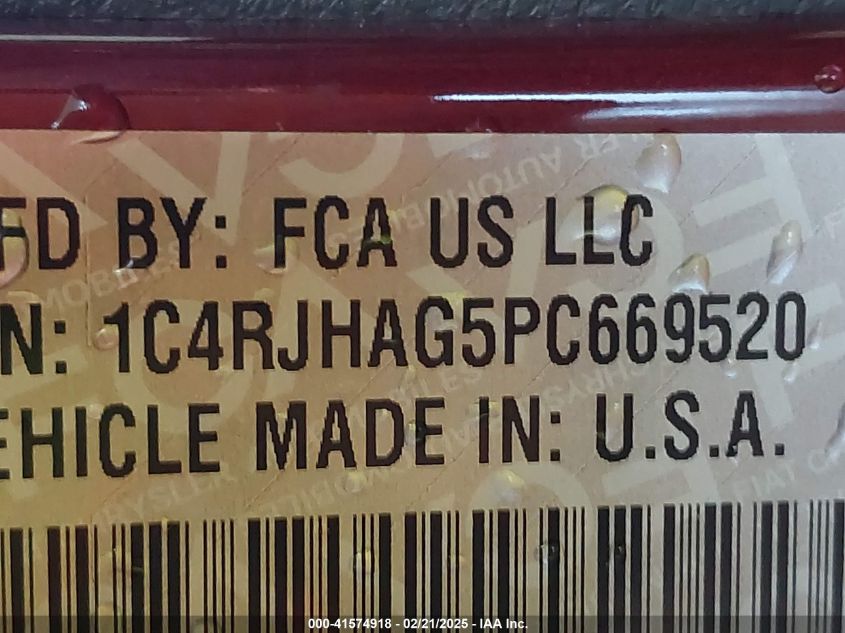 FD BY: FCA US LLC
N: 1C4RJHAG5PC669520
EHICLE MADE IN: U.S.A.
000-41574918 - 02/21/2025 - IAA Inc.